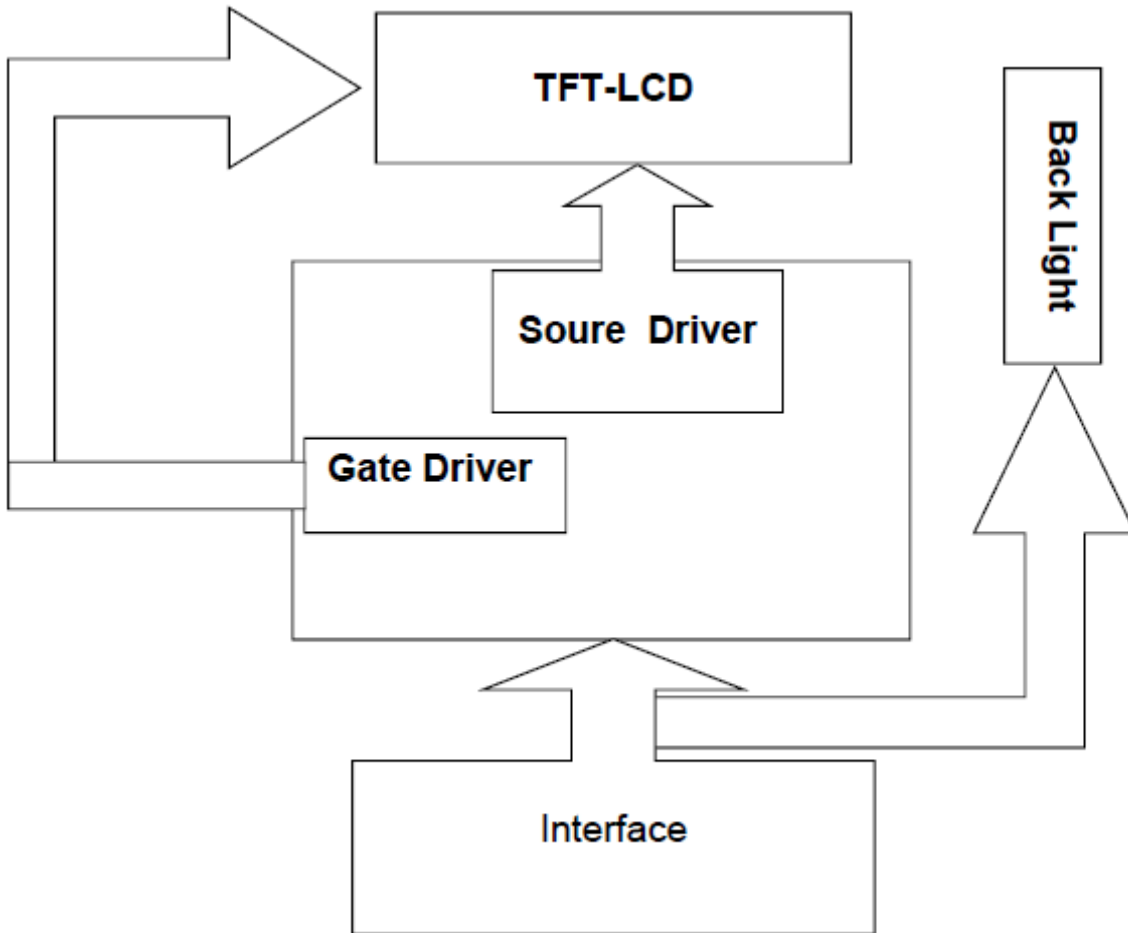 TFT-LCD
Back Light
Soure Driver
Gate Driver
Interface